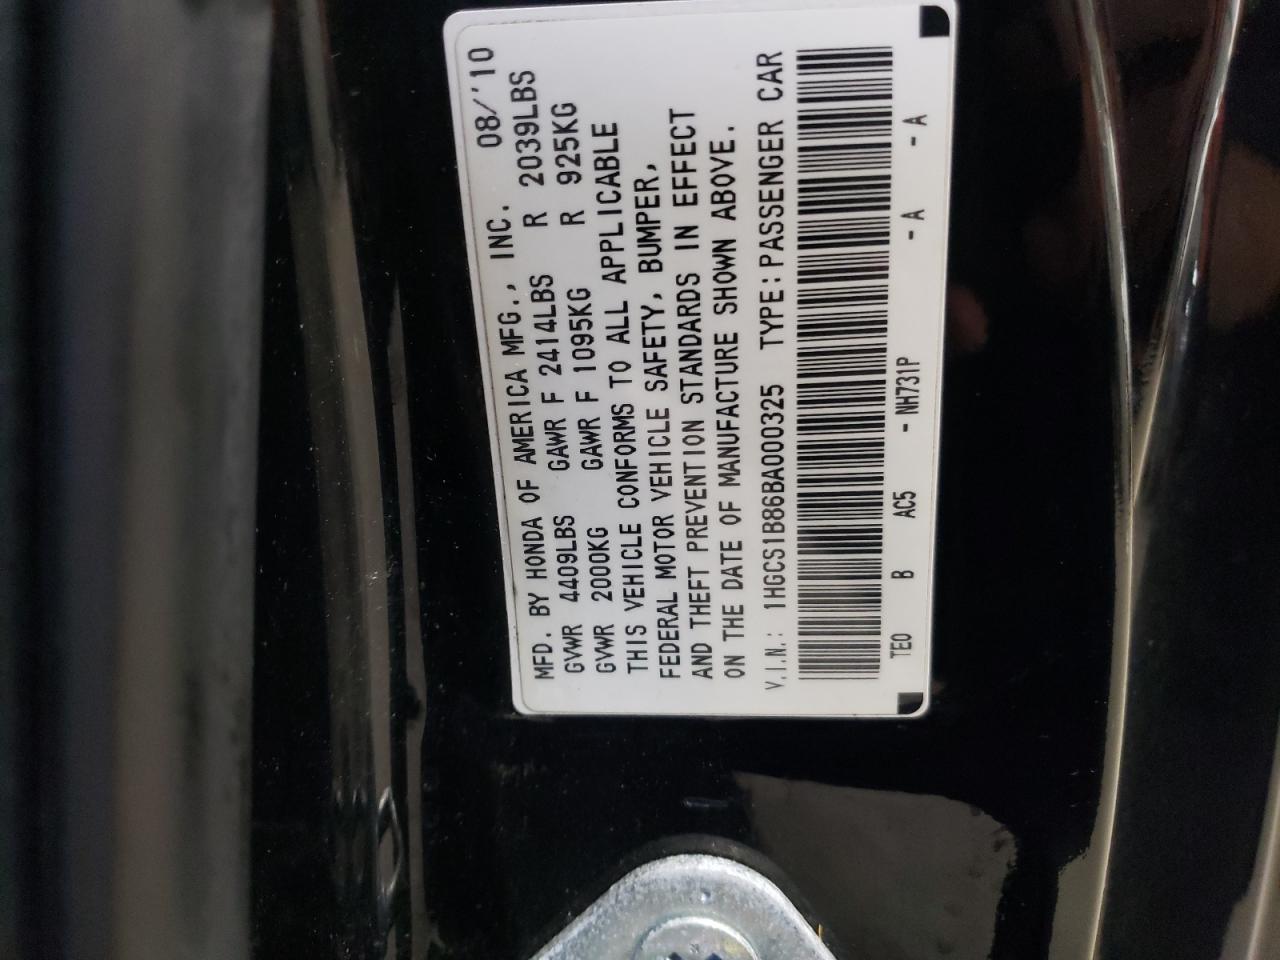 MFD. BY HONDA OF AMERICA MFG., INC. 08/'10
GVWR 4409LBS GAWR F 2414LBS R 2039LBS
GVWR 2000KG GAWR F 1095KG R 925KG
THIS VEHICLE CONFORMS TO ALL APPLICABLE
FEDERAL MOTOR VEHICLE SAFETY, BUMPER,
AND THEFT PREVENTION STANDARDS IN EFFECT
ON THE DATE OF MANUFACTURE SHOWN ABOVE.
V.I.N.: 1HGCS1B86BA000325 TYPE: PASSENGER CAR
TE0 B AC5 - NH731P - A - A